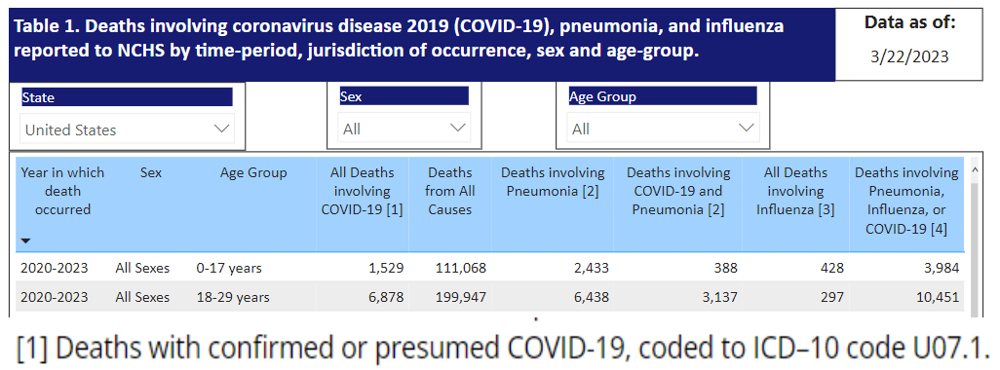 Table 1. Deaths involving coronavirus disease 2019 (COVID-19), pneumonia, and influenza
reported to NCHS by time-period, jurisdiction of occurrence, sex and age-group.
Data as of:
3/22/2023
State
United States
Sex
All
Age Group
All
Year in which death occurred
Sex
Age Group
All Deaths involving COVID-19 [1]
Deaths from All Causes
Deaths involving Pneumonia [2]
Deaths involving COVID-19 and Pneumonia [2]
All Deaths involving Influenza [3]
Deaths involving Pneumonia, Influenza, or COVID-19 [4]
2020-2023 All Sexes 0-17 years 1,529 111,068 2,433 388 428 3,984
2020-2023 All Sexes 18-29 years 6,878 199,947 6,438 3,137 297 10,451
[1] Deaths with confirmed or presumed COVID-19, coded to ICD–10 code U07.1.